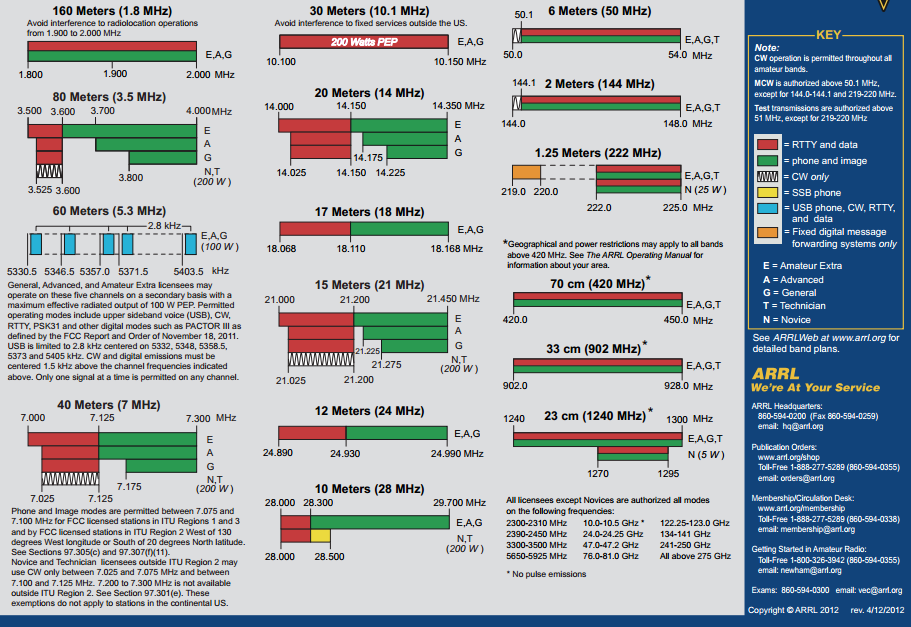 160 Meters (1.8 MHz)
Avoid interference to radiolocation operations
from 1.900 to 2.000 MHz
E,A,G
1.800 1.900 2.000 MHz
80 Meters (3.5 MHz)
3.500 3.600 3.700 4.000 MHz
E
A
G
N,T
(200 W)
3.800
3.525 3.600
60 Meters (5.3 MHz)
2.8 kHz
E,A,G
(100 W)
5330.5 5346.5 5357.0 5371.5 5403.5 kHz
General, Advanced, and Amateur Extra licensees may
operate on these five channels on a secondary basis with a
maximum effective radiated output of 100 W PEP. Permitted
operating modes include upper sideband voice (USB), CW,
RTTY, PSK31 and other digital modes such as PACTOR III as
defined by the FCC Report and Order of November 18, 2011.
USB is limited to 2.8 kHz centered on 5332, 5348, 5358.5,
5373 and 5405 kHz. CW and digital emissions must be
centered 1.5 kHz above the channel frequencies indicated
above. Only one signal at a time is permitted on any channel.
40 Meters (7 MHz)
7.000 7.125 7.300 MHz
E
A
G
N,T
(200 W)
7.175
7.025 7.125
Phone and Image modes are permitted between 7.075 and
7.100 MHz for FCC licensed stations in ITU Regions 1 and 3
and by FCC licensed stations in ITU Region 2 West of 130
degrees West longitude or South of 20 degrees North latitude.
See Sections 97.305(c) and 97.307(f)(11).
Novice and Technician licensees outside ITU Region 2 may
use CW only between 7.025 and 7.075 MHz and between
7.100 and 7.125 MHz. 7.200 to 7.300 MHz is not available
outside ITU Region 2. See Section 97.301(e). These
exemptions do not apply to stations in the continental US.
30 Meters (10.1 MHz)
Avoid interference to fixed services outside the US.
200 Watts PEP
E,A,G
10.100 10.150 MHz
20 Meters (14 MHz)
14.000 14.150 14.350 MHz
E
A
G
14.175
14.025 14.150 14.225
17 Meters (18 MHz)
E,A,G
18.068 18.110 18.168 MHz
15 Meters (21 MHz)
21.000 21.200 21.450 MHz
E
A
G
N,T
(200 W)
21.225
21.275
21.025 21.200
12 Meters (24 MHz)
E,A,G
24.890 24.930 24.990 MHz
10 Meters (28 MHz)
28.000 28.300 29.700 MHz
E,A,G
N,T
(200 W)
28.000 28.500
6 Meters (50 MHz)
50.1
E,A,G,T
50.0 54.0 MHz
2 Meters (144 MHz)
144.1
E,A,G,T
144.0 148.0 MHz
1.25 Meters (222 MHz)
E,A,G,T
N (25 W)
219.0 220.0
222.0 225.0 MHz
*Geographical and power restrictions may apply to all bands
above 420 MHz. See The ARRL Operating Manual for
information about your area.
70 cm (420 MHz)*
E,A,G,T
420.0 450.0 MHz
33 cm (902 MHz)*
E,A,G,T
902.0 928.0 MHz
23 cm (1240 MHz)*
1240 1300 MHz
E,A,G,T
N (5 W)
1270 1295
All licensees except Novices are authorized all modes
on the following frequencies:
2300-2310 MHz 10.0-10.5 GHz * 122.25-123.0 GHz
2390-2450 MHz 24.0-24.25 GHz 134-141 GHz
3300-3500 MHz 47.0-47.2 GHz 241-250 GHz
5650-5925 MHz 76.0-81.0 GHz All above 275 GHz
* No pulse emissions
KEY
Note:
CW operation is permitted throughout all
amateur bands.
MCW is authorized above 50.1 MHz,
except for 144.0-144.1 and 219-220 MHz.
Test transmissions are authorized above
51 MHz, except for 219-220 MHz
= RTTY and data
= phone and image
= CW only
= SSB phone
= USB phone, CW, RTTY,
and data
= Fixed digital message
forwarding systems only
E = Amateur Extra
A = Advanced
G = General
T = Technician
N = Novice
See ARRLWeb at www.arrl.org for
detailed band plans.
ARRL
We're At Your Service
ARRL Headquarters:
860-594-0200 (Fax 860-594-0259)
email: hq@arrl.org
Publication Orders:
www.arrl.org/shop
Toll-Free 1-888-277-5289 (860-594-0355)
email: orders@arrl.org
Membership/Circulation Desk:
www.arrl.org/membership
Toll-Free 1-888-277-5289 (860-594-0338)
email: membership@arrl.org
Getting Started in Amateur Radio:
Toll-Free 1-800-326-3942 (860-594-0355)
email: newham@arrl.org
Exams: 860-594-0300 email: vec@arrl.org
Copyright © ARRL 2012 rev. 4/12/2012